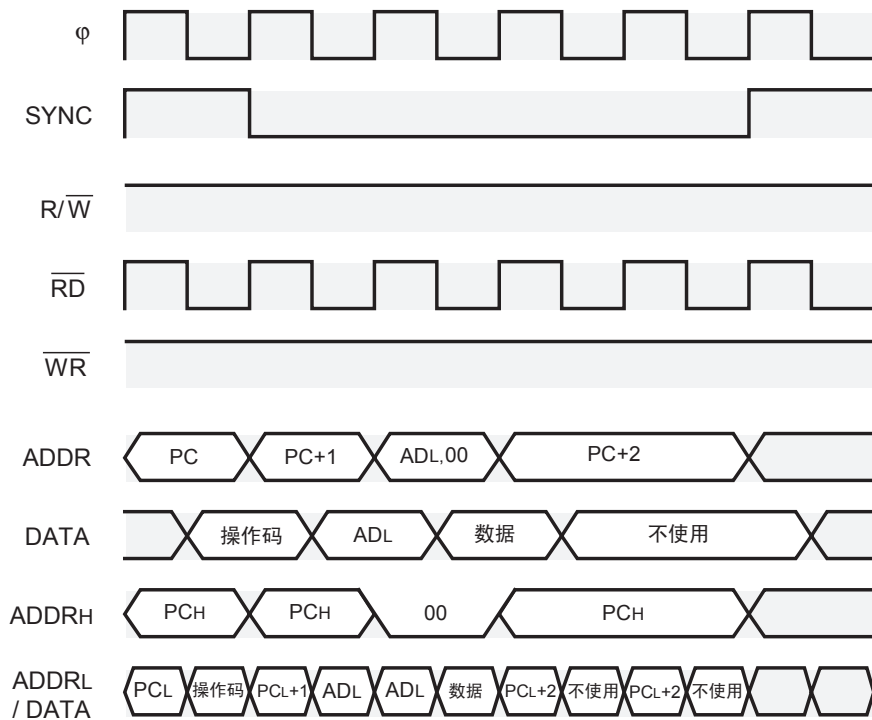 φ
SYNC
R/W̅
R̅D̅
W̅R̅
ADDR PC PC+1 ADL,00 PC+2
DATA 操作码 ADL 数据 不使用
ADDRH PCH PCH 00 PCH
ADDRL
/ DATA
PCL 操作码 PCL+1 ADL ADL 数据 PCL+2 不使用 PCL+2 不使用